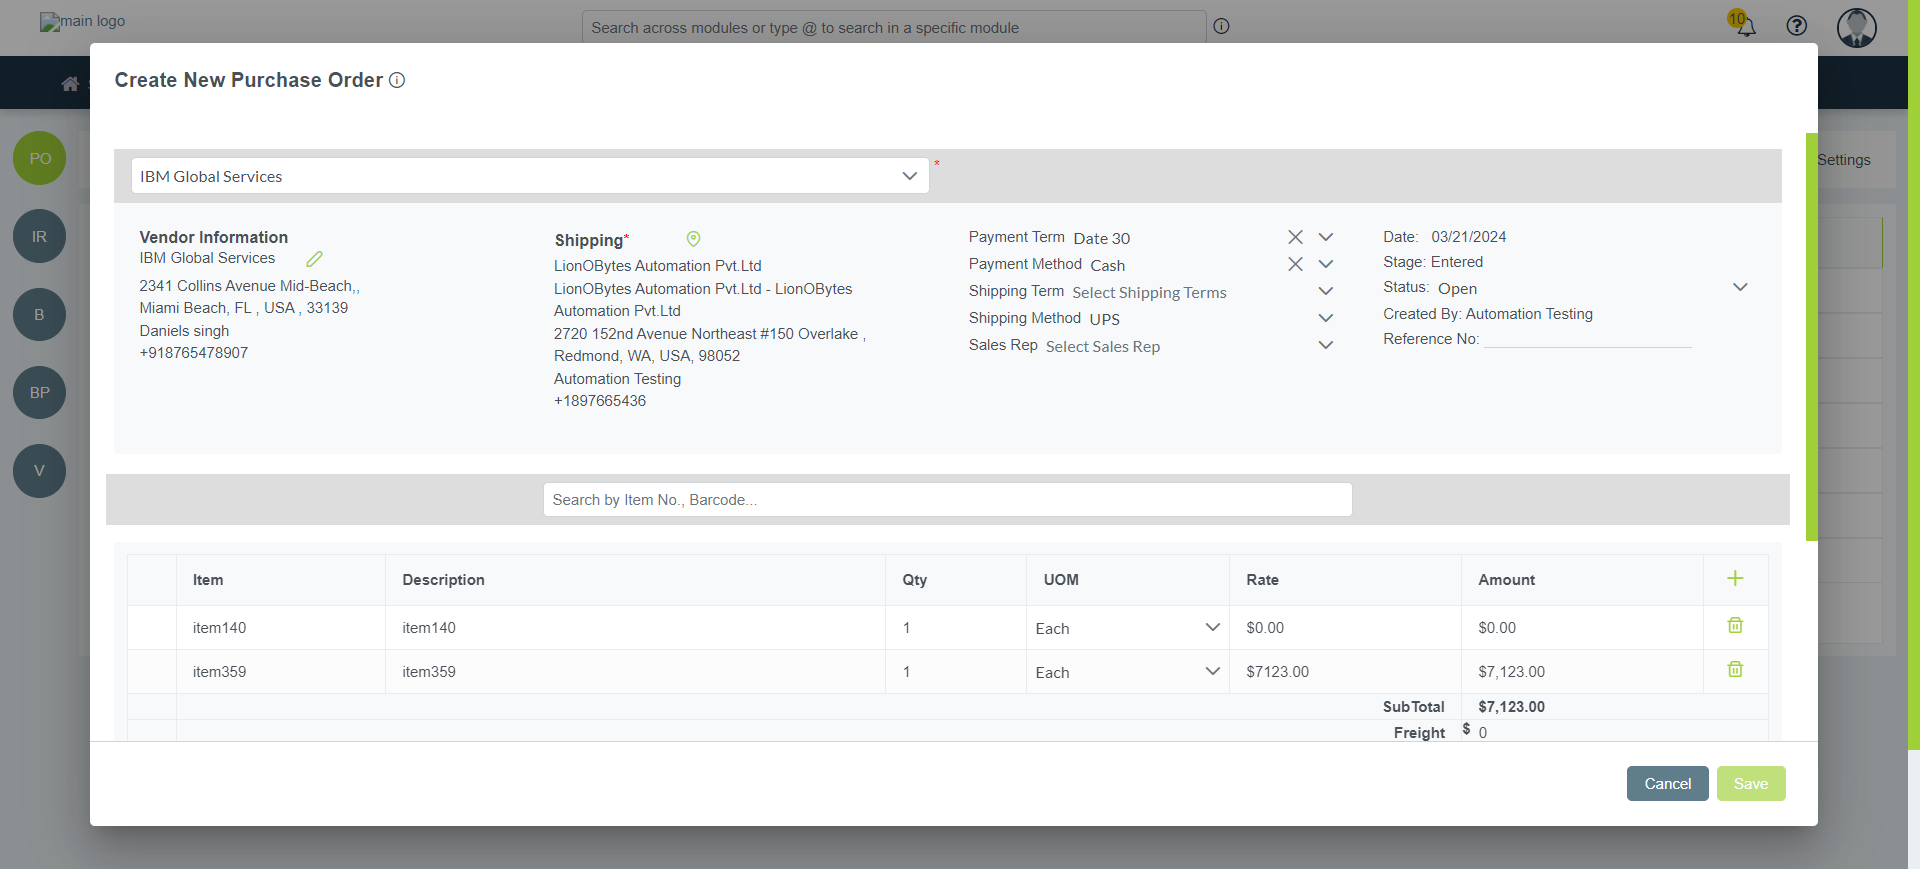 main logo
Search across modules or type @ to search in a specific module
10
Create New Purchase Order
Settings
PO
IR
B
BP
V
IBM Global Services
*
Vendor Information
IBM Global Services
2341 Collins Avenue Mid-Beach,,
Miami Beach, FL , USA , 33139
Daniels singh
+918765478907
Shipping*
LionOBytes Automation Pvt.Ltd
LionOBytes Automation Pvt.Ltd - LionOBytes
Automation Pvt.Ltd
2720 152nd Avenue Northeast #150 Overlake ,
Redmond, WA, USA, 98052
Automation Testing
+1897665436
Payment Term Date 30
Payment Method Cash
Shipping Term Select Shipping Terms
Shipping Method UPS
Sales Rep Select Sales Rep
Date: 03/21/2024
Stage: Entered
Status: Open
Created By: Automation Testing
Reference No:
Search by Item No., Barcode...
Item Description Qty UOM Rate Amount
item140 item140 1 Each $0.00 $0.00
item359 item359 1 Each $7123.00 $7,123.00
SubTotal $7,123.00
Freight $ 0
Cancel Save